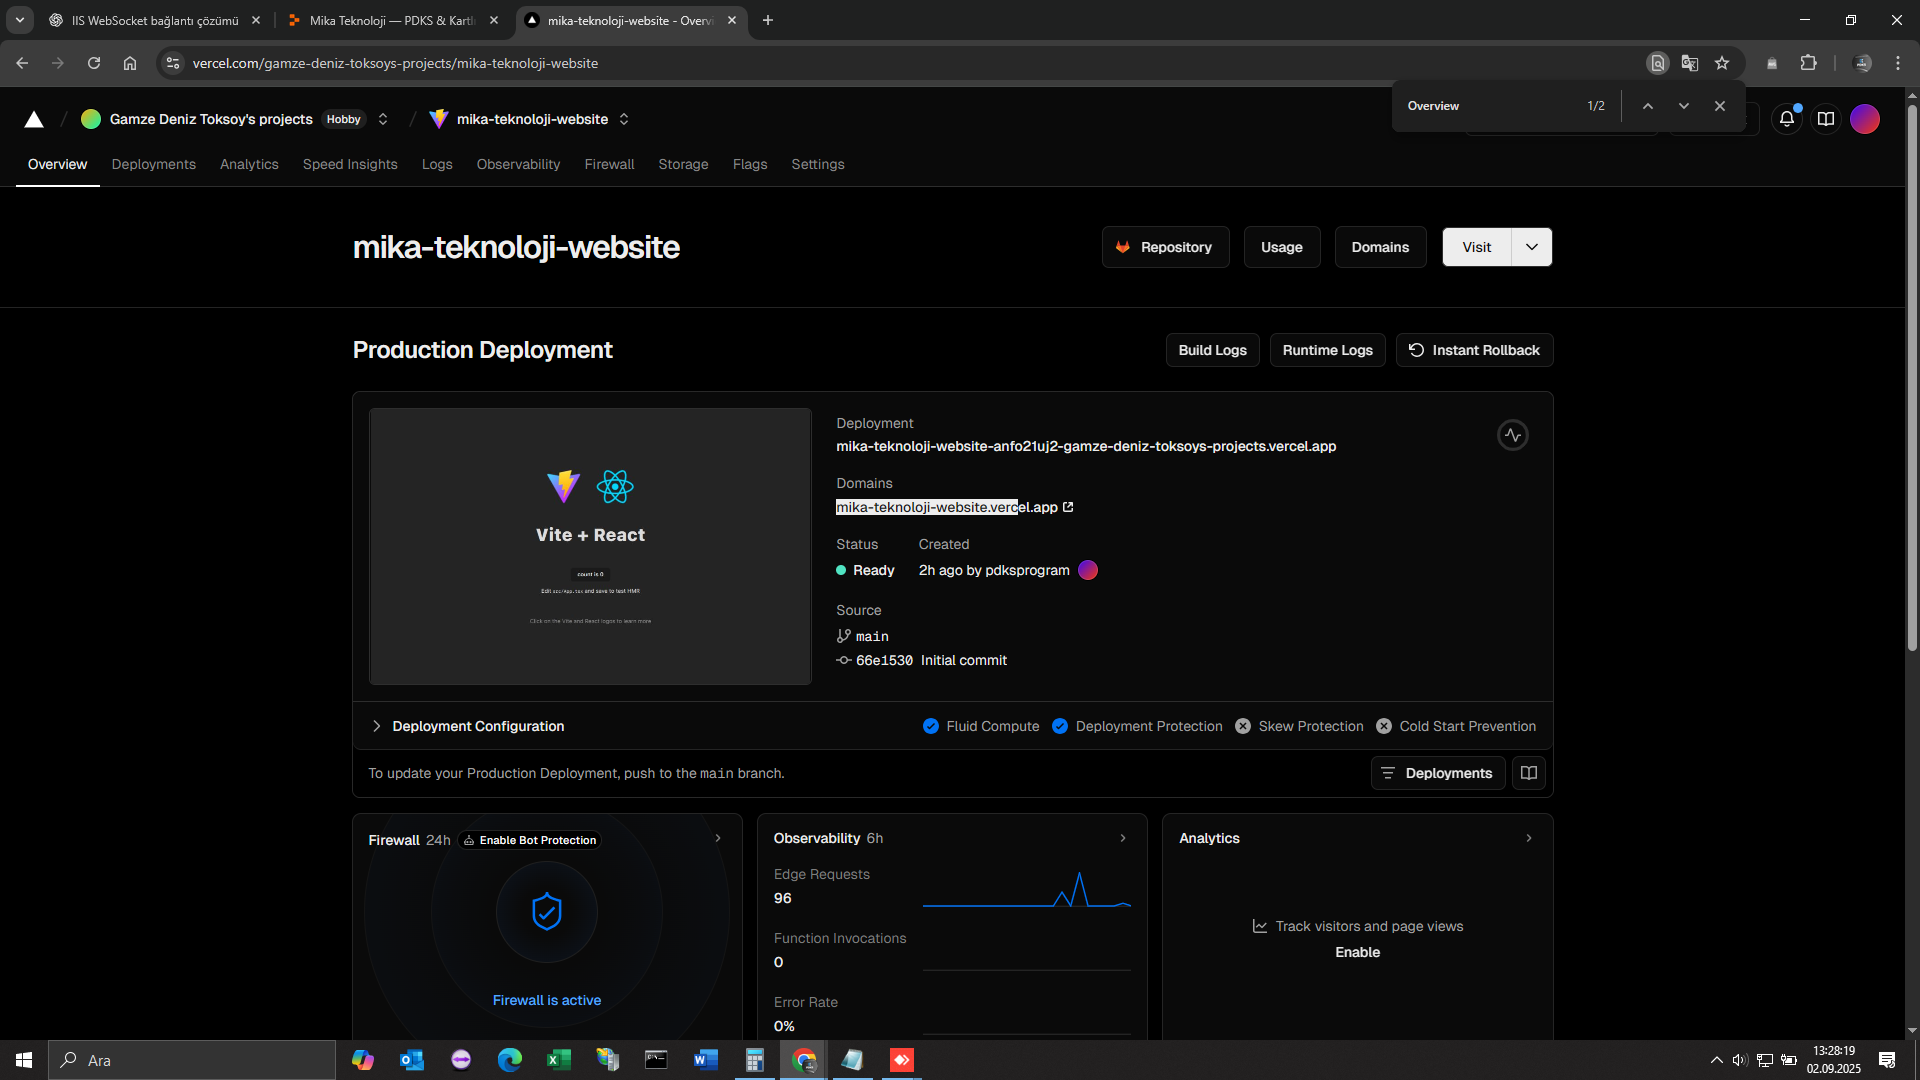 IIS WebSocket bağlantı çözümü
Mika Teknoloji — PDKS & Kartl
mika-teknoloji-website - Overvi
vercel.com/gamze-deniz-toksoys-projects/mika-teknoloji-website
Overview
1/2
Gamze Deniz Toksoy's projects
Hobby
mika-teknoloji-website
Overview
Deployments
Analytics
Speed Insights
Logs
Observability
Firewall
Storage
Flags
Settings
mika-teknoloji-website
Repository
Usage
Domains
Visit
Production Deployment
Build Logs
Runtime Logs
Instant Rollback
Vite + React
count is 0
Edit src/App.tsx and save to test HMR
Click on the Vite and React logos to learn more
Deployment
mika-teknoloji-website-anfo21uj2-gamze-deniz-toksoys-projects.vercel.app
Domains
mika-teknoloji-website.vercel.app
Status
Created
Ready
2h ago by pdksprogram
Source
main
66e1530 Initial commit
Deployment Configuration
Fluid Compute
Deployment Protection
Skew Protection
Cold Start Prevention
To update your Production Deployment, push to the main branch.
Deployments
Firewall 24h
Enable Bot Protection
Firewall is active
Observability 6h
Edge Requests
96
Function Invocations
0
Error Rate
0%
Analytics
Track visitors and page views
Enable
Ara
13:28:19
02.09.2025